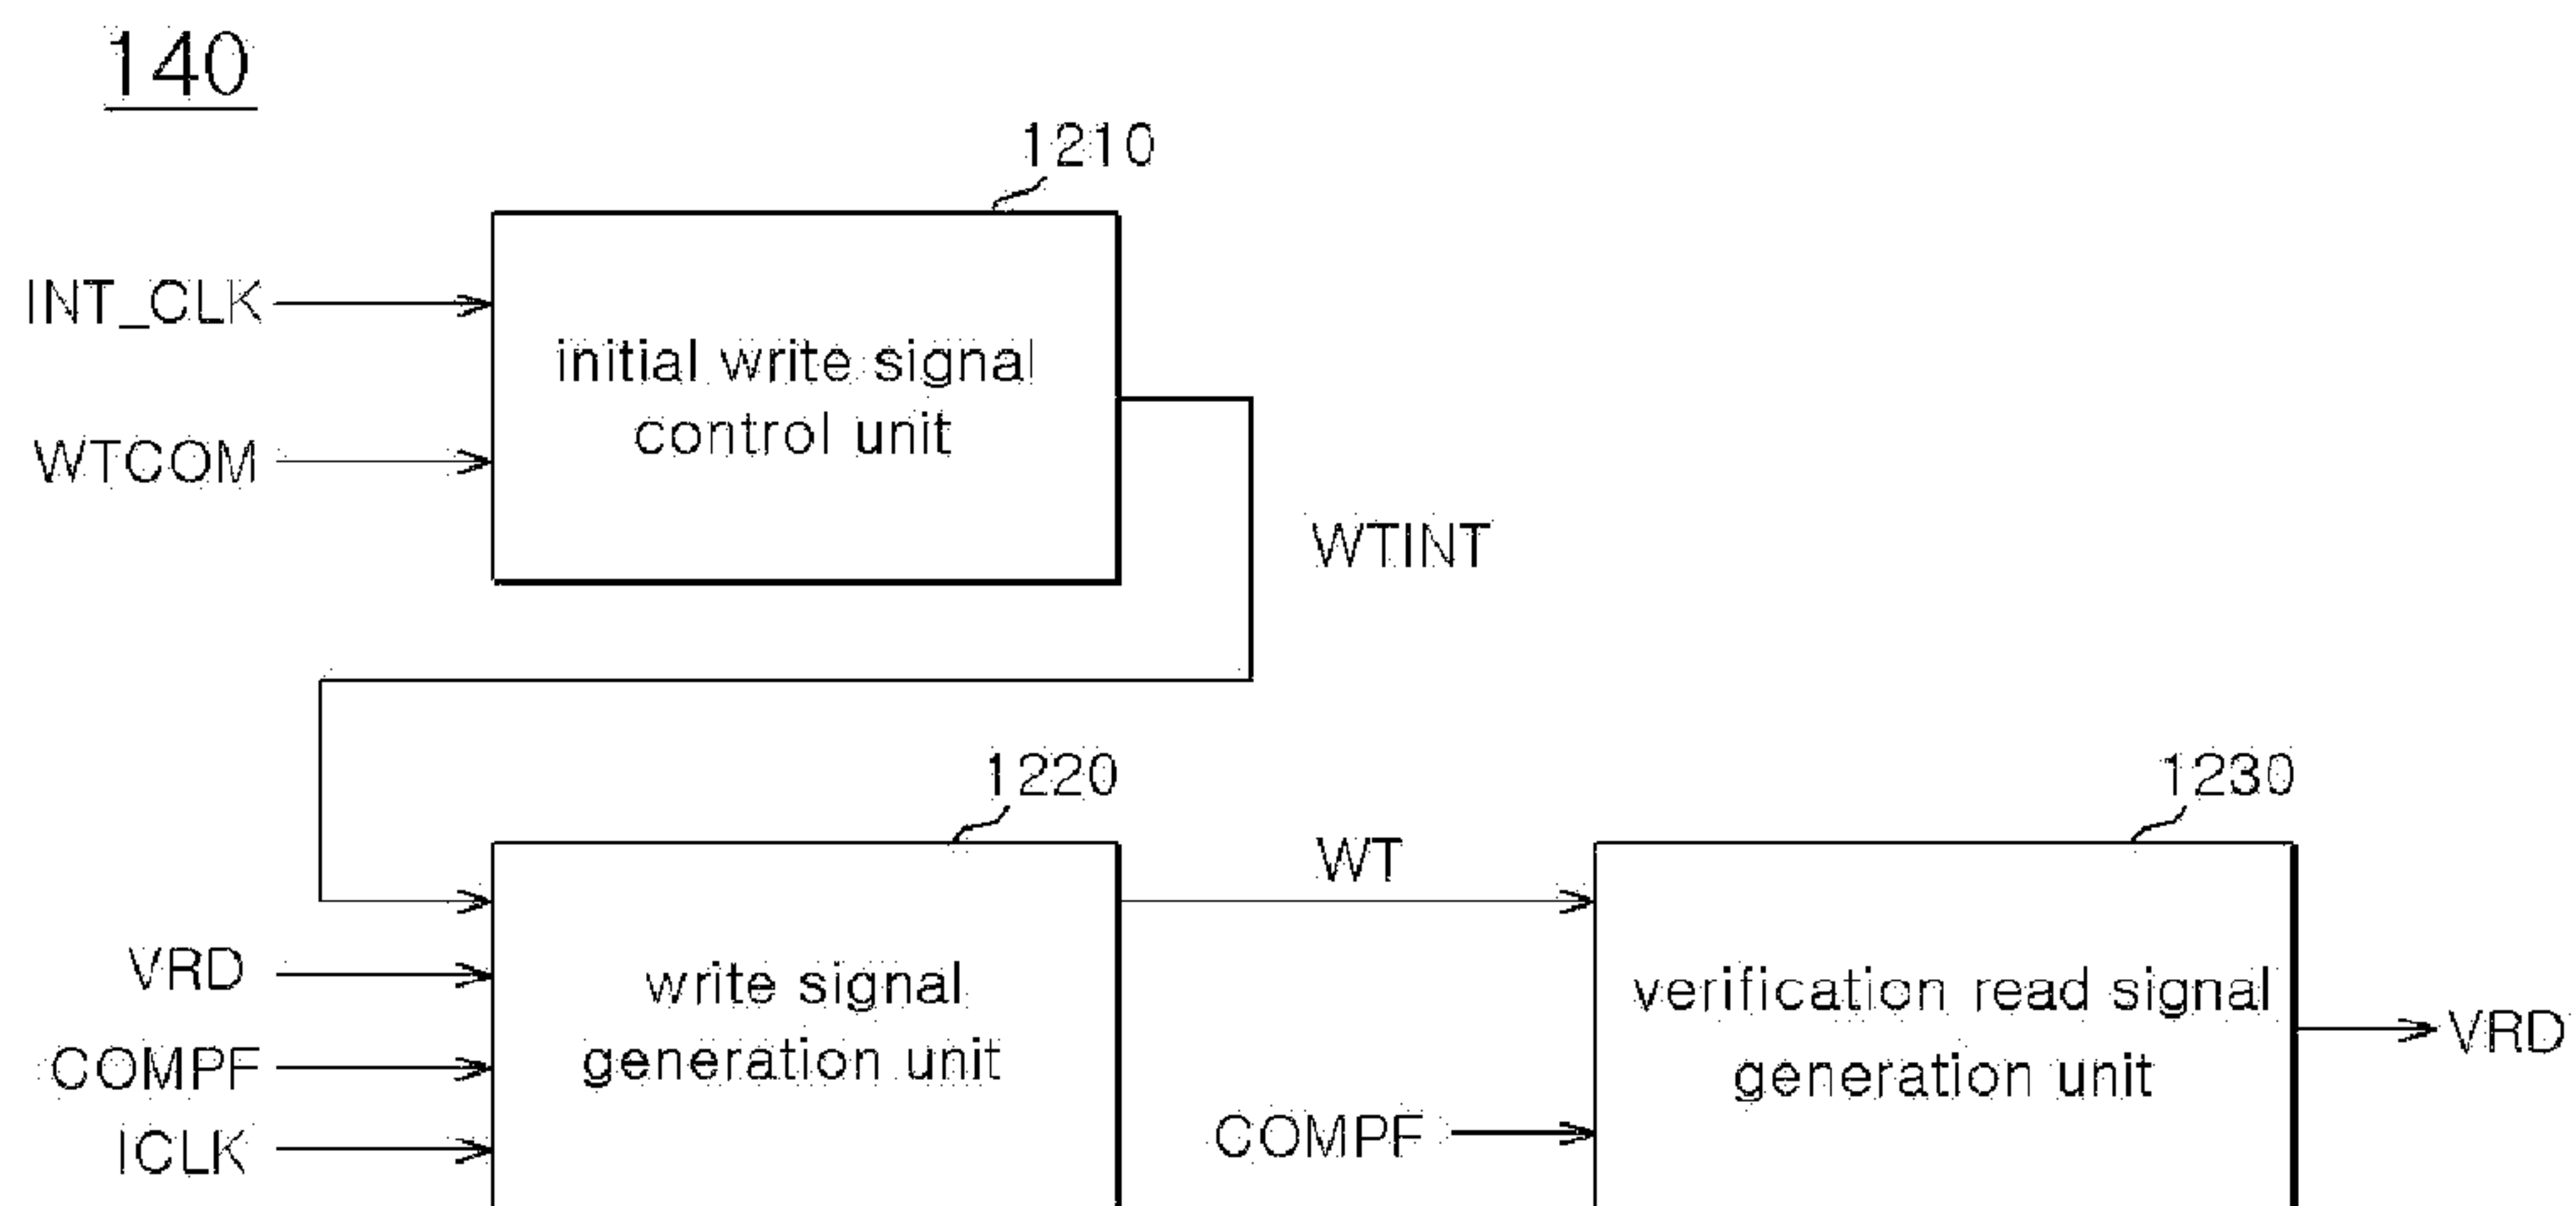 140
1210
INT_CLK
initial write signal
control unit
WTCOM
WTINT
1220
1230
WT
VRD
write signal
generation unit
verification read signal
generation unit
VRD
COMPF
COMPF
ICLK